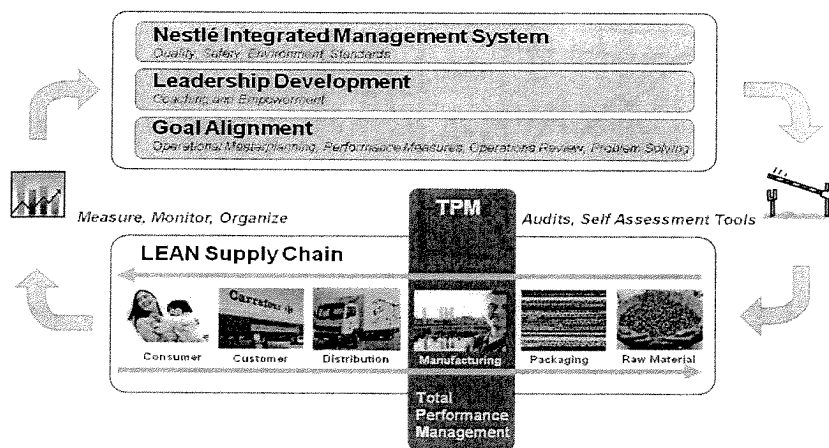 Nestlé Integrated Management System
Quality, Safety, Environment, Standards
Leadership Development
Coaching and Empowerment
Goal Alignment
Operational Masterplanning, Performance Measures, Operations Review, Problem Solving
Measure, Monitor, Organize
TPM
Audits, Self Assessment Tools
LEAN Supply Chain
Carrefour
Consumer
Customer
Distribution
Manufacturing
Packaging
Raw Material
Total
Performance
Management